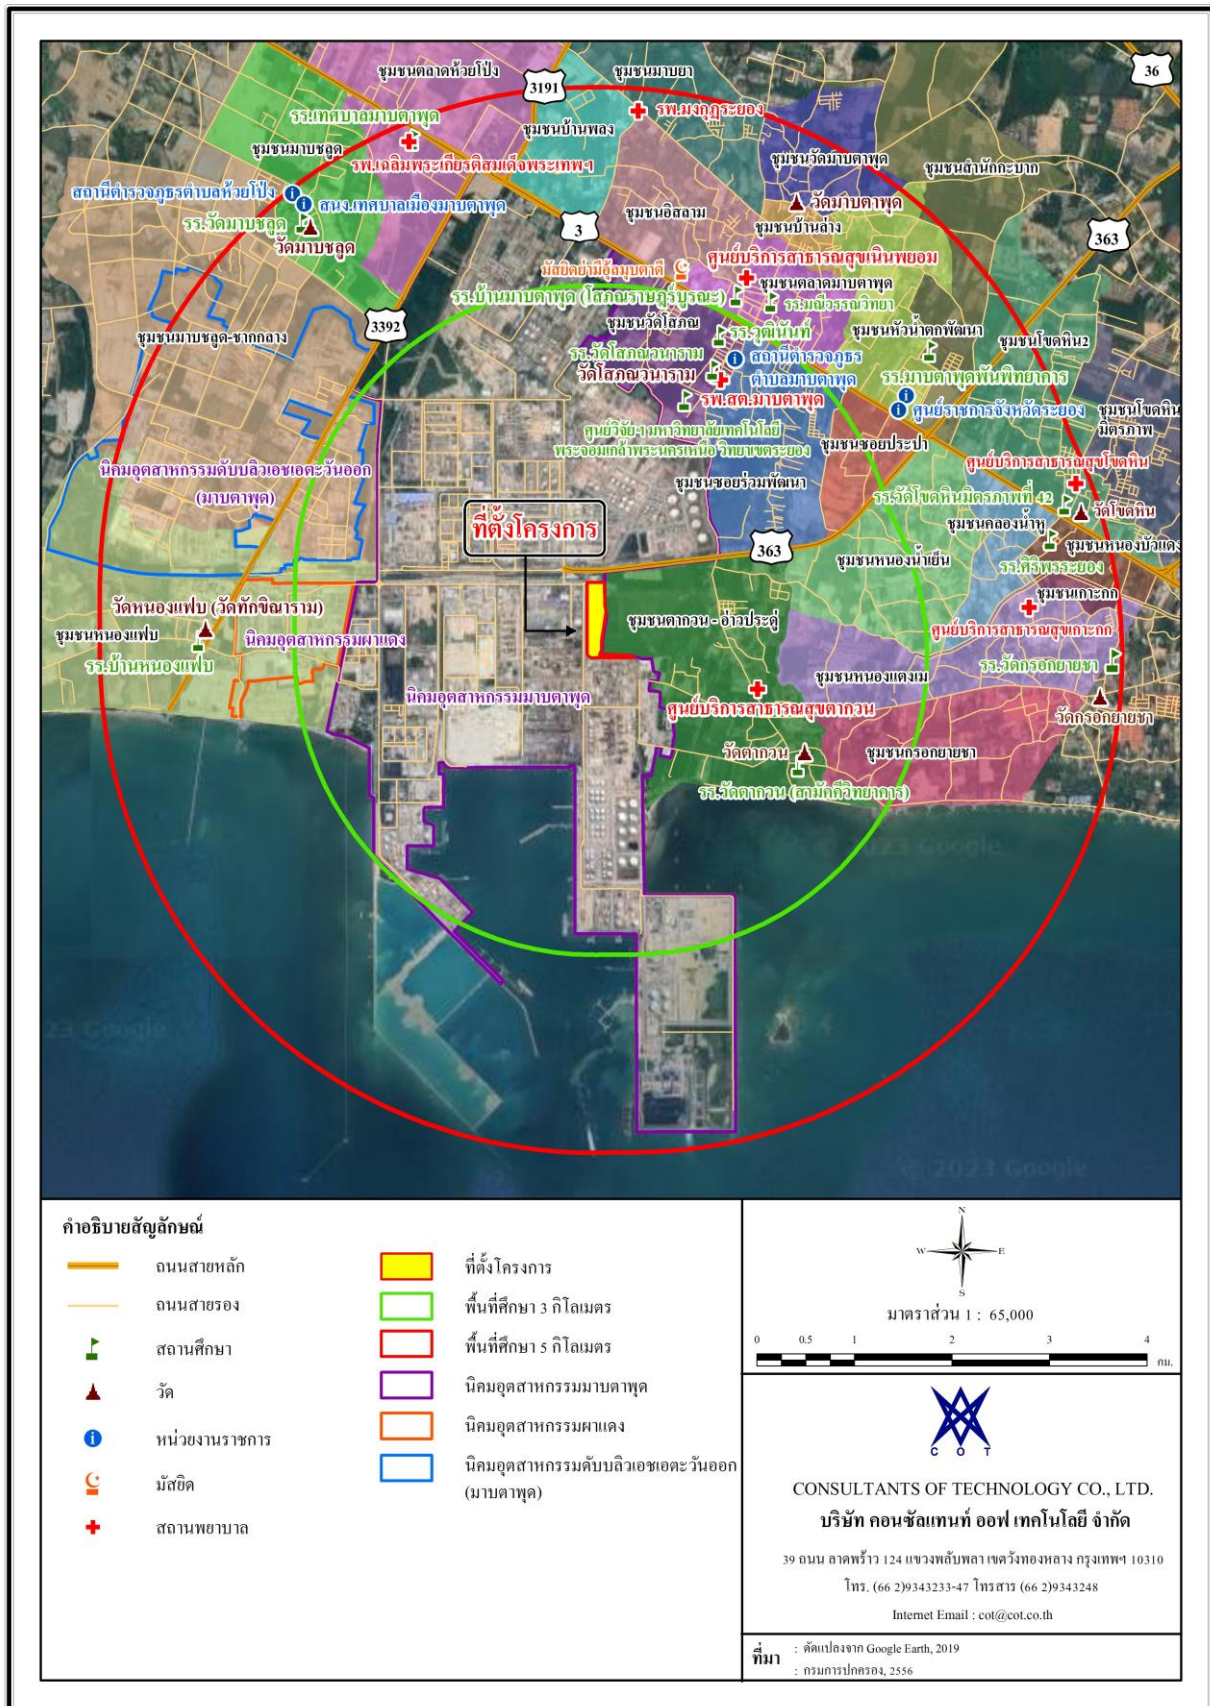 ชุมชนตลาดห้วยโป่ง
ชุมชนมาบยา
36
3191
รร.เทศบาลมาบตาพุด
รพ.มงกุฎระยอง
ชุมชนบ้านพลง
ชุมชนมาบชลูด
รพ.เฉลิมพระเกียรติสมเด็จพระเทพฯ
ชุมชนวัดมาบตาพุด
ชุมชนสำนักกะบาก
สถานีตำรวจภูธรตำบลห้วยโป่ง
สนง.เทศบาลเมืองมาบตาพุด
วัดมาบตาพุด
รร.วัดมาบชลูด
ชุมชนอิสลาม
ชุมชนบ้านล่าง
3
363
วัดมาบชลูด
ศูนย์บริการสาธารณสุขเนินพยอม
มัสยิดย่ามีอุ้ลมุบตาดี
ชุมชนตลาดมาบตาพุด
รร.บ้านมาบตาพุด (โสภณราษฎร์บูรณะ)
รร.มณีวรรณวิทยา
3392
ชุมชนวัดโสภณ
ชุมชนมาบชลูด-ชากกลาง
ชุมชนหัวน้ำตกพัฒนา
ชุมชนโขดหิน2
รร.วุฒินันท์
รร.วัดโสภณวนาราม
สถานีตำรวจภูธร
วัดโสภณวนาราม
ตำบลมาบตาพุด
รร.มาบตาพุดพันพิทยาการ
รพ.สต.มาบตาพุด
ศูนย์ราชการจังหวัดระยอง
ชุมชนโขดหิน
มิตรภาพ
ศูนย์วิจัยฯ มหาวิทยาลัยเทคโนโลยี
พระจอมเกล้าพระนครเหนือ วิทยาเขตระยอง
ชุมชนซอยประปา
ศูนย์บริการสาธารณสุขโขดหิน
นิคมอุตสาหกรรมดับบลิวเอชเอตะวันออก
(มาบตาพุด)
ชุมชนซอยร่วมพัฒนา
รร.วัดโขดหินมิตรภาพที่ 42
วัดโขดหิน
ที่ตั้งโครงการ
ชุมชนคลองน้ำหู
363
ชุมชนหนองบัวแดง
ชุมชนหนองน้ำเย็น
รร.ศิริพรระยอง
ชุมชนเกาะกก
วัดหนองแฟบ (วัดทักขิณาราม)
ชุมชนตากวน - อ่าวประดู่
ศูนย์บริการสาธารณสุขเกาะกก
ชุมชนหนองแฟบ
นิคมอุตสาหกรรมผาแดง
รร.บ้านหนองแฟบ
รร.วัดกรอกยายชา
ชุมชนหนองแตงเม
นิคมอุตสาหกรรมมาบตาพุด
ศูนย์บริการสาธารณสุขตากวน
วัดกรอกยายชา
วัดตากวน
ชุมชนกรอกยายชา
รร.วัดตากวน (สามัคคีวิทยาการ)
2023 Google
23 Google
© 2023 Google
คำอธิบายสัญลักษณ์
ถนนสายหลัก
ถนนสายรอง
สถานศึกษา
วัด
หน่วยงานราชการ
มัสยิด
สถานพยาบาล
ที่ตั้งโครงการ
พื้นที่ศึกษา 3 กิโลเมตร
พื้นที่ศึกษา 5 กิโลเมตร
นิคมอุตสาหกรรมมาบตาพุด
นิคมอุตสาหกรรมผาแดง
นิคมอุตสาหกรรมดับบลิวเอชเอตะวันออก
(มาบตาพุด)
N
W E
S
มาตราส่วน 1 : 65,000
0 0.5 1 2 3 4
กม.
C O T
CONSULTANTS OF TECHNOLOGY CO., LTD.
บริษัท คอนซัลแทนท์ ออฟ เทคโนโลยี จำกัด
39 ถนน ลาดพร้าว 124 แขวงพลับพลา เขตวังทองหลาง กรุงเทพฯ 10310
โทร. (66 2)9343233-47 โทรสาร (66 2)9343248
Internet Email : cot@cot.co.th
ที่มา : ดัดแปลงจาก Google Earth, 2019
: กรมการปกครอง, 2556